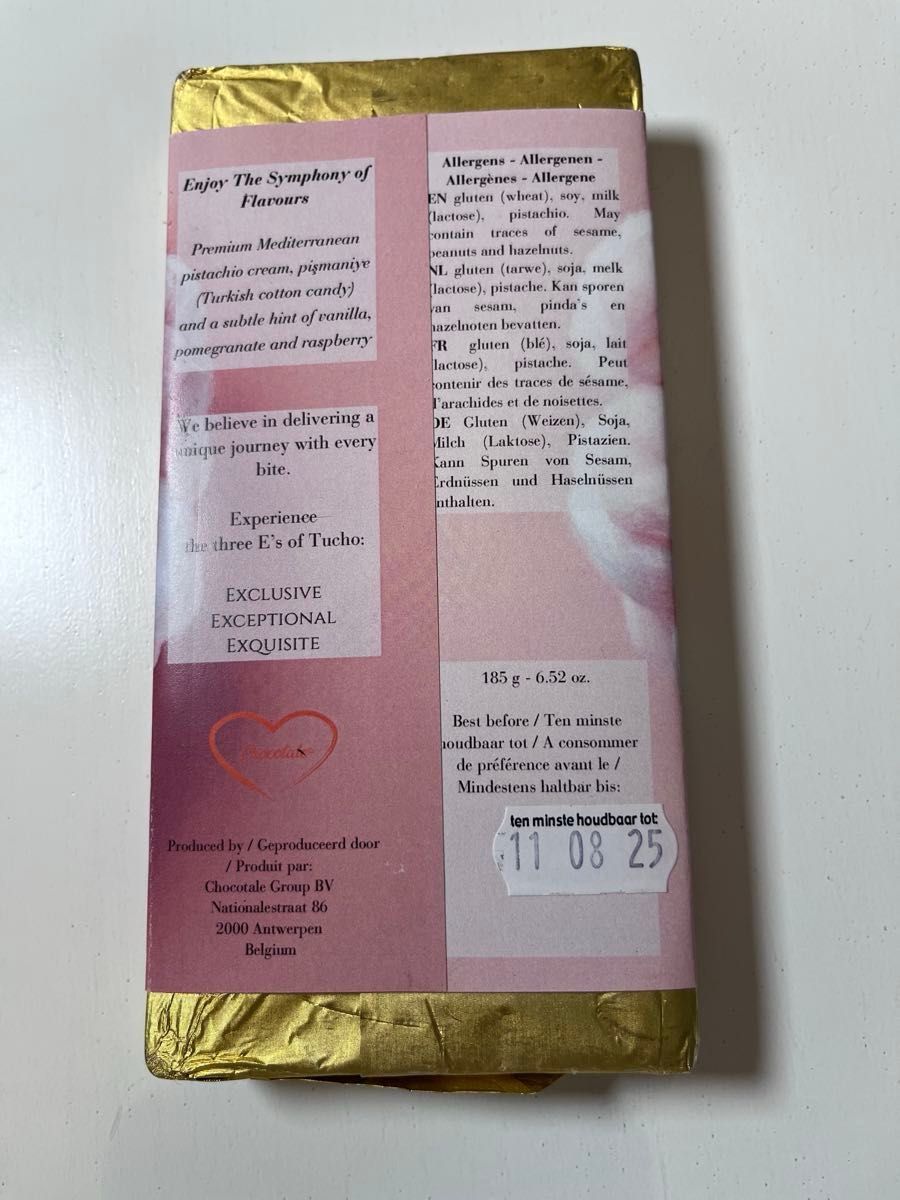 Enjoy The Symphony of
Flavours
Premium Mediterranean
pistachio cream, pişmaniye
(Turkish cotton candy)
and a subtle hint of vanilla,
pomegranate and raspberry
We believe in delivering a
unique journey with every
bite.
Experience
the three E's of Tucho:
EXCLUSIVE
EXCEPTIONAL
EXQUISITE
Chocotale
Produced by / Geproduceerd door
/ Produit par:
Chocotale Group BV
Nationalestraat 86
2000 Antwerpen
Belgium
Allergens - Allergenen -
Allergènes - Allergene
EN gluten (wheat), soy, milk
(lactose), pistachio. May
contain traces of sesame,
peanuts and hazelnuts.
NL gluten (tarwe), soja, melk
(lactose), pistache. Kan sporen
van sesam, pinda's en
hazelnoten bevatten.
FR gluten (blé), soja, lait
(lactose), pistache. Peut
contenir des traces de sésame,
d'arachides et de noisettes.
DE Gluten (Weizen), Soja,
Milch (Laktose), Pistazien.
Kann Spuren von Sesam,
Erdnüssen und Haselnüssen
enthalten.
185 g - 6.52 oz.
Best before / Ten minste
houdbaar tot / A consommer
de préférence avant le /
Mindestens haltbar bis:
ten minste houdbaar tot:
11 08 25